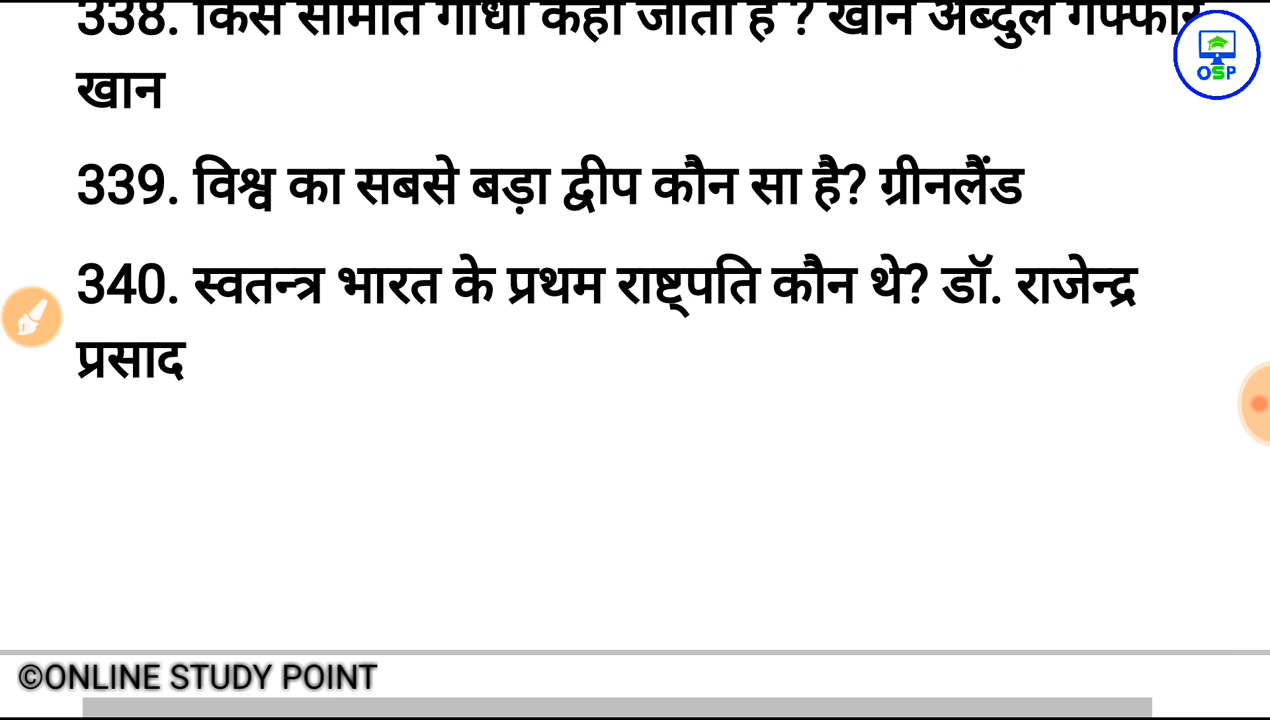 338. किसे सीमांत गांधी कहा जाता है ? खान अब्दुल गफ्फार
खान
OSP
339. विश्व का सबसे बड़ा द्वीप कौन सा है? ग्रीनलैंड
340. स्वतन्त्र भारत के प्रथम राष्ट्पति कौन थे? डॉ. राजेन्द्र
प्रसाद
©ONLINE STUDY POINT